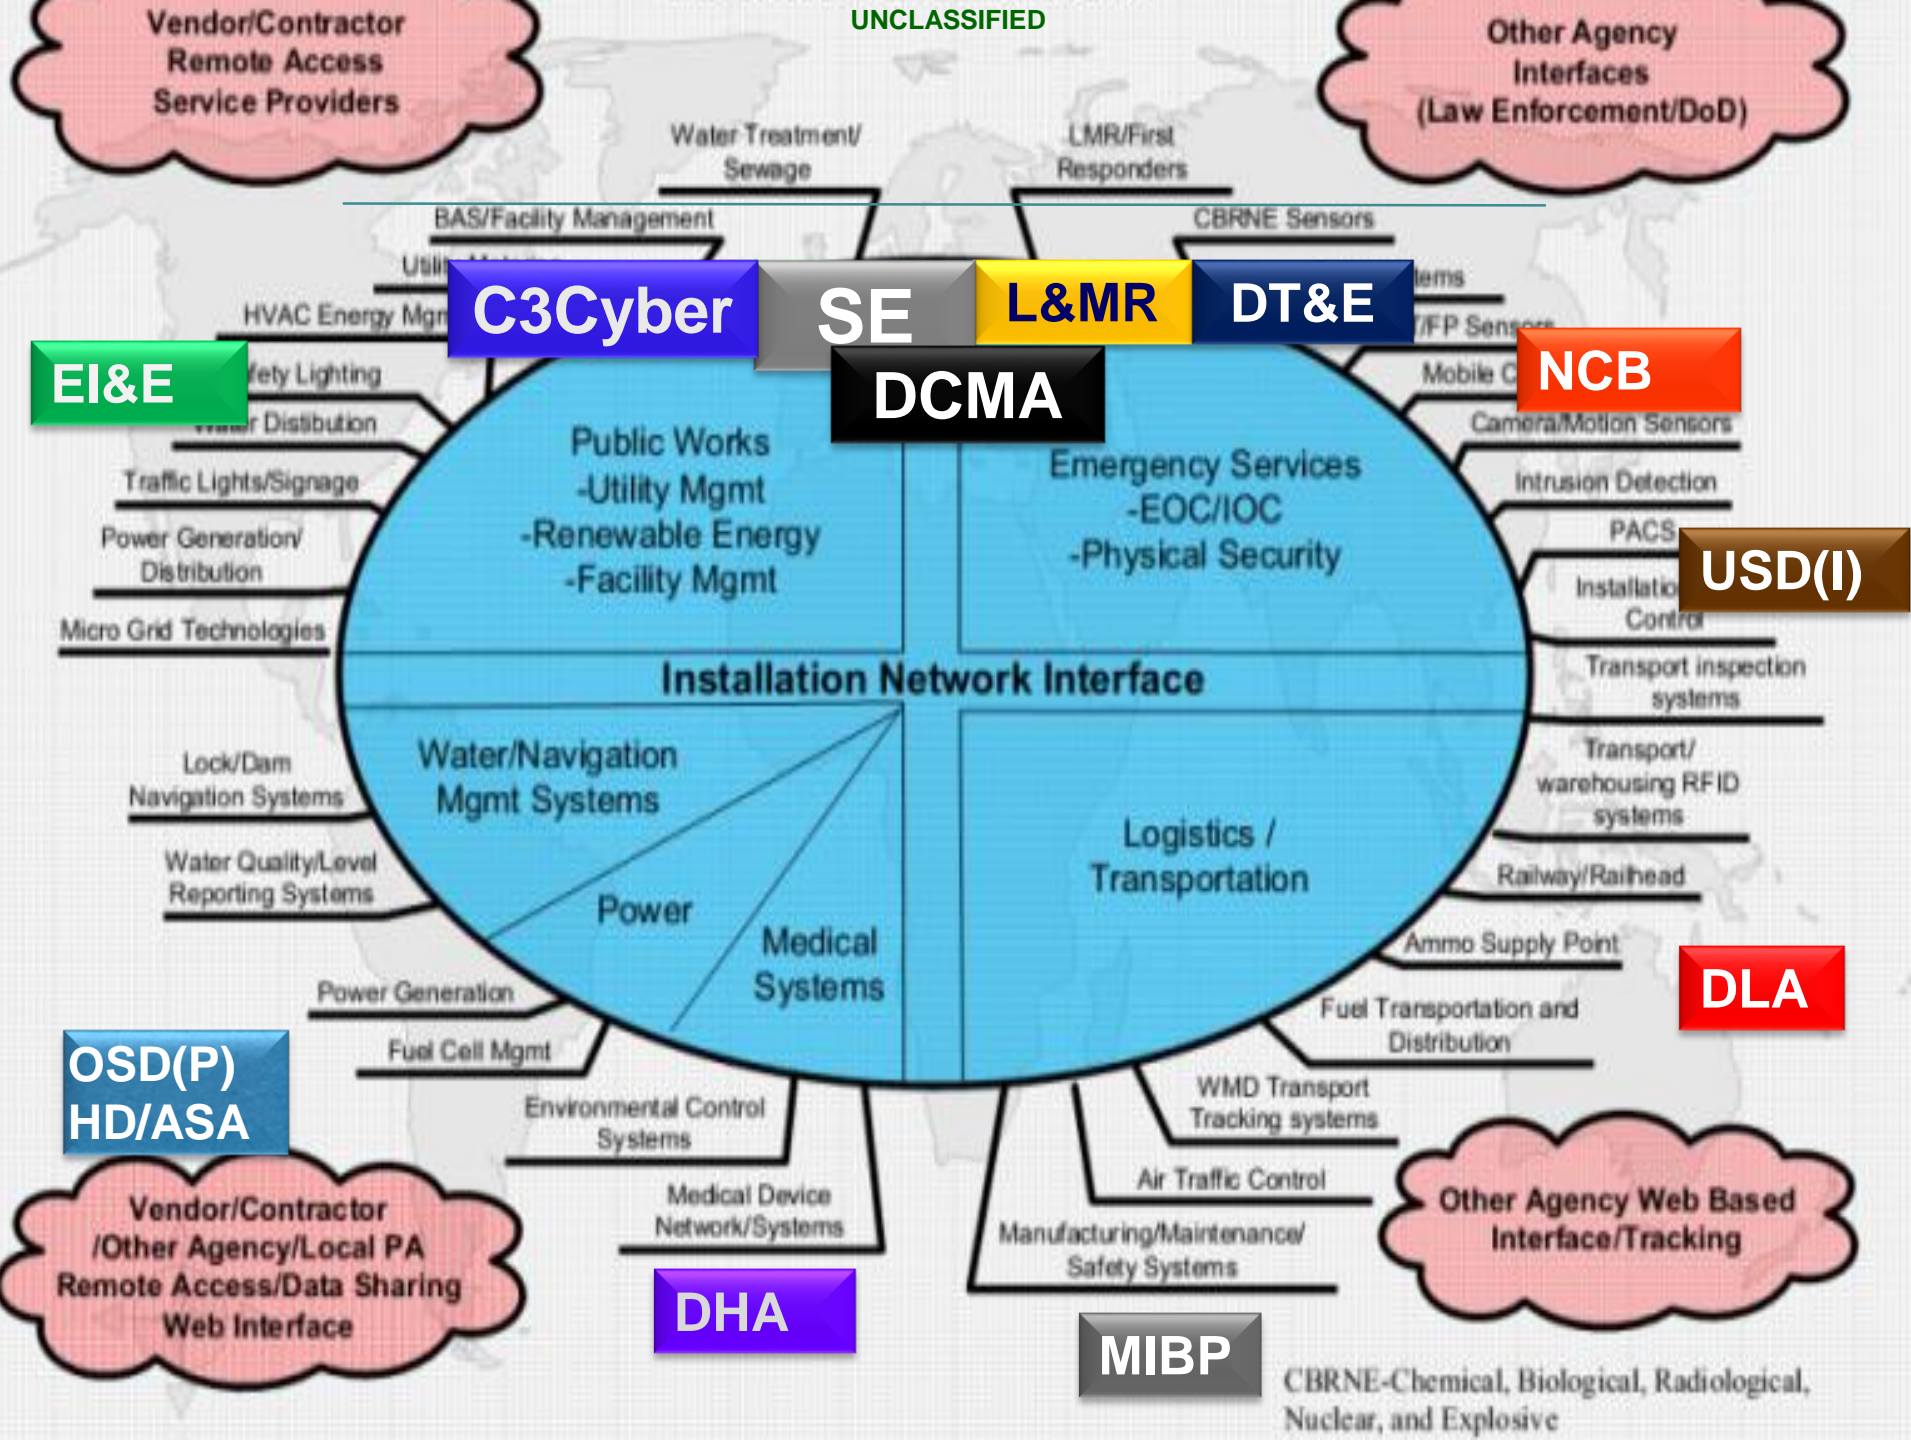 UNCLASSIFIED
Vendor/Contractor
Remote Access
Service Providers
Other Agency
Interfaces
(Law Enforcement/DoD)
Water Treatment/
Sewage
LMR/First
Responders
BAS/Facility Management
CBRNE Sensors
HVAC Energy
C3Cyber
SE
L&MR
DT&E
DCMA
EI&E
NCB
Lighting
Mobile
Distibution
Camera/Motion Sensors
Traffic Lights/Signage
Intrusion Detection
Power Generation/
Distribution
PACS
USD(I)
Control
Micro Grid Technologies
Public Works
-Utility Mgmt
-Renewable Energy
-Facility Mgmt
Emergency Services
-EOC/IOC
-Physical Security
Installation Network Interface
Transport inspection
systems
Water/Navigation
Mgmt Systems
Power
Medical
Systems
Logistics /
Transportation
Lock/Dam
Navigation Systems
Transport/
warehousing RFID
systems
Water Quality/Level
Reporting Systems
Railway/Railhead
Ammo Supply Point
DLA
Power Generation
Fuel Transportation and
Distribution
Fuel Cell Mgmt
OSD(P)
HD/ASA
Environmental Control
Systems
WMD Transport
Tracking systems
Medical Device
Network/Systems
Air Traffic Control
Manufacturing/Maintenance/
Safety Systems
Vendor/Contractor
/Other Agency/Local PA
Remote Access/Data Sharing
Web Interface
Other Agency Web Based
Interface/Tracking
DHA
MIBP
CBRNE-Chemical, Biological, Radiological,
Nuclear, and Explosive